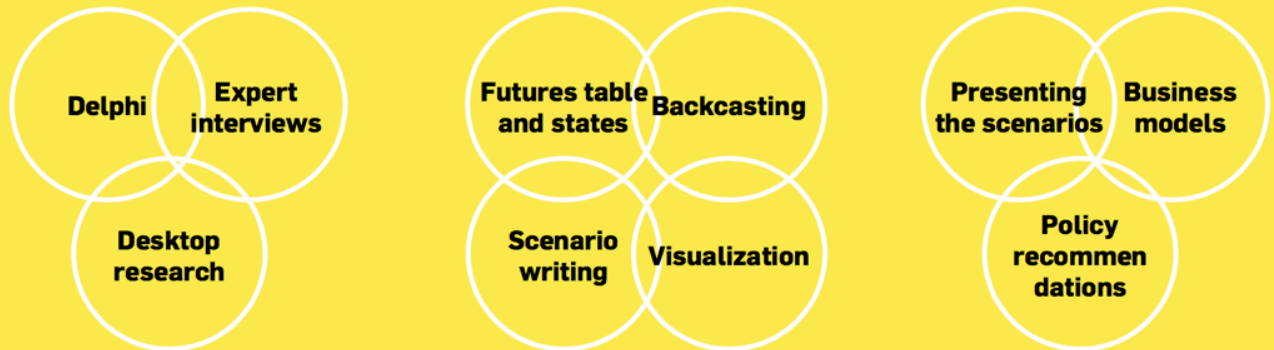 Delphi
Expert
interviews
Desktop
research
Futures table
and states
Backcasting
Scenario
writing
Visualization
Presenting
the scenarios
Business
models
Policy
recommen
dations